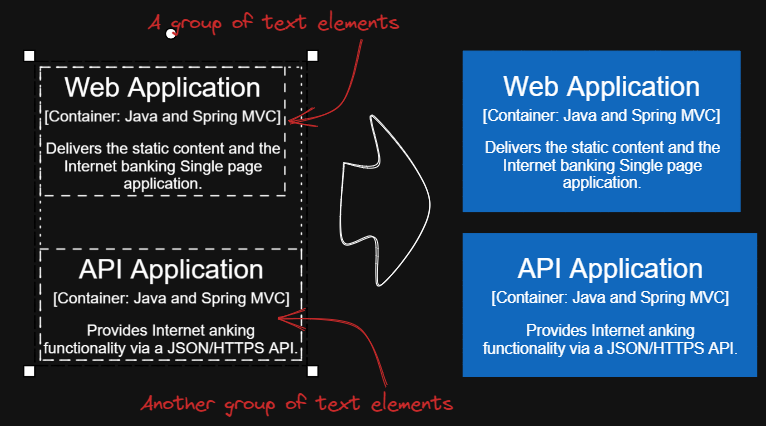 A group of text elements
Web Application
[Container: Java and Spring MVC]
Delivers the static content and the
Internet banking Single page
application.
API Application
[Container: Java and Spring MVC]
Provides Internet anking
functionality via a JSON/HTTPS API.
Another group of text elements
Web Application
[Container: Java and Spring MVC]
Delivers the static content and the
Internet banking Single page
application.
API Application
[Container: Java and Spring MVC]
Provides Internet anking
functionality via a JSON/HTTPS API.